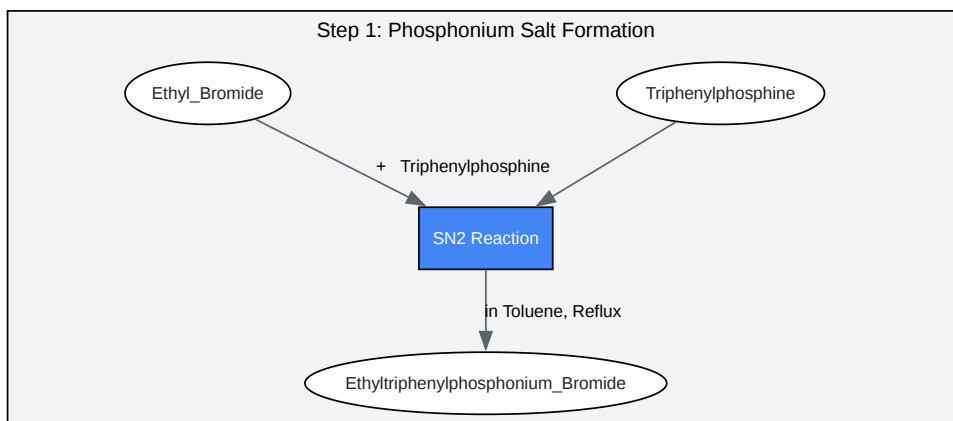 Step 1: Phosphonium Salt Formation
Ethyl_Bromide
Triphenylphosphine
+ Triphenylphosphine
SN2 Reaction
in Toluene, Reflux
Ethyltriphenylphosphonium_Bromide